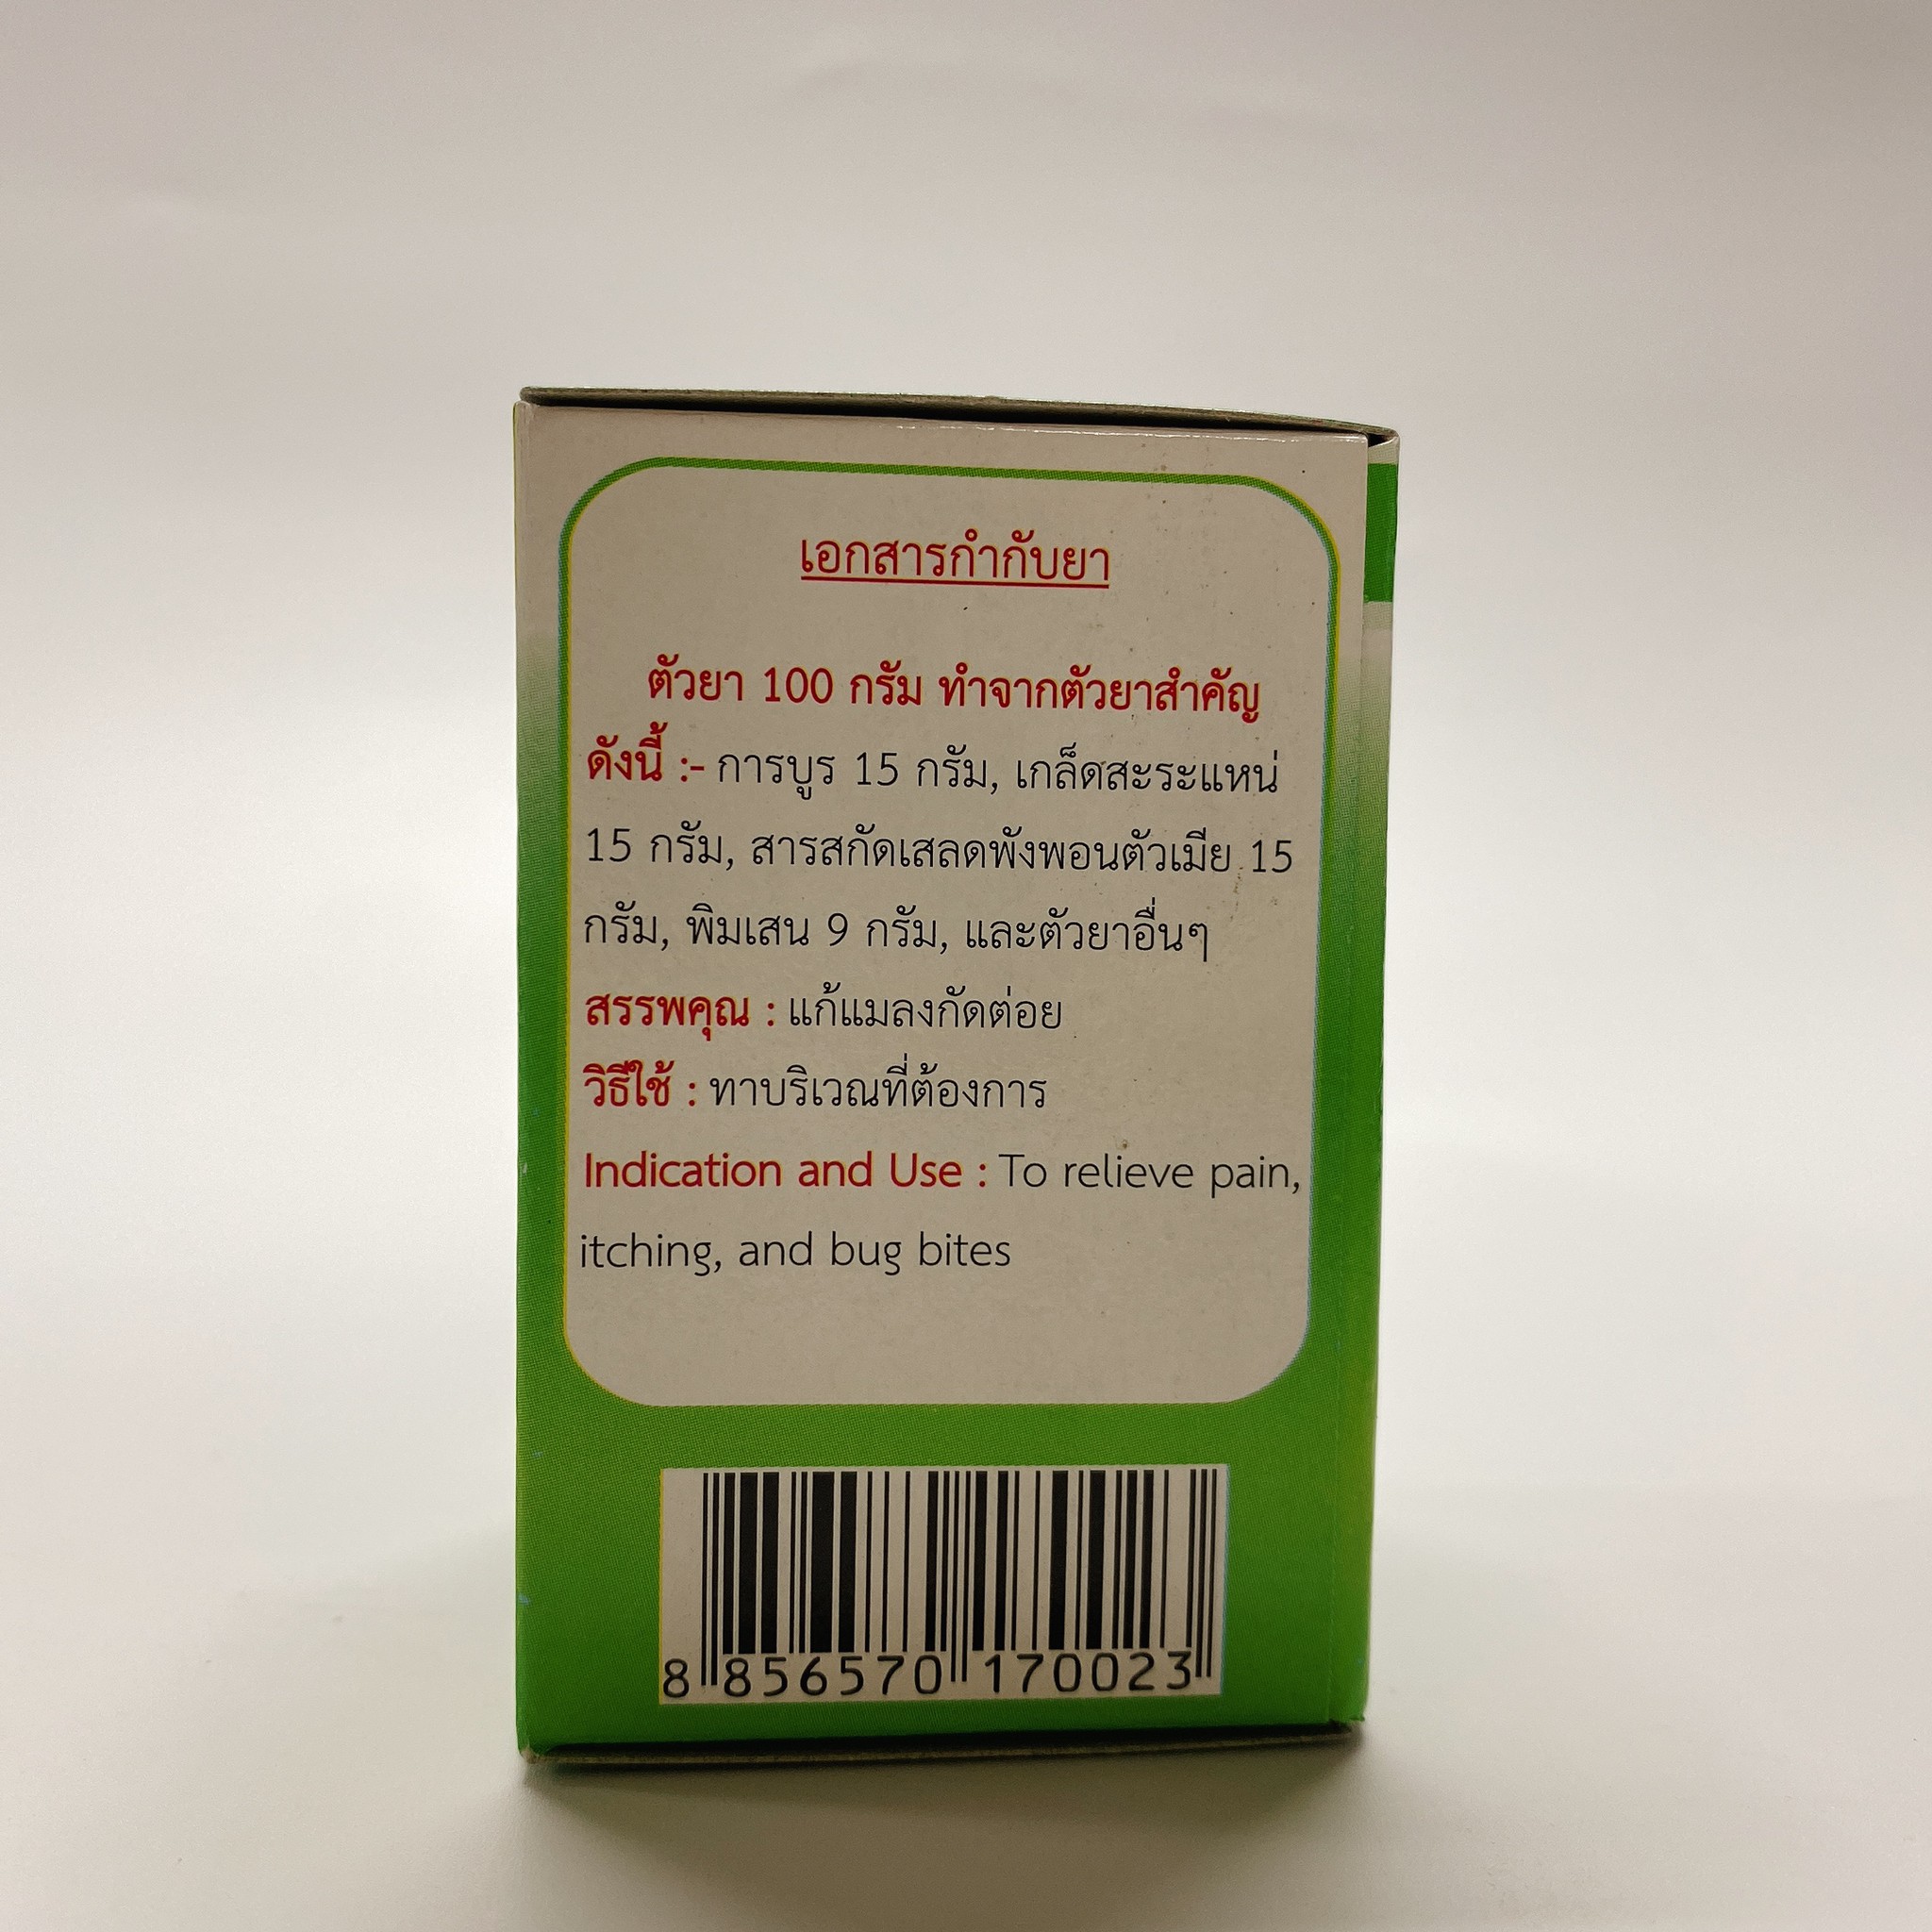 เอกสารกำกับยา
ตัวยา 100 กรัม ทำจากตัวยาสำคัญ
ดังนี้ :- การบูร 15 กรัม, เกล็ดสะระแหน่
15 กรัม, สารสกัดเสลดพังพอนตัวเมีย 15
กรัม, พิมเสน 9 กรัม, และตัวยาอื่นๆ
สรรพคุณ : แก้แมลงกัดต่อย
วิธีใช้ : ทาบริเวณที่ต้องการ
Indication and Use : To relieve pain,
itching, and bug bites
8 856570 170023